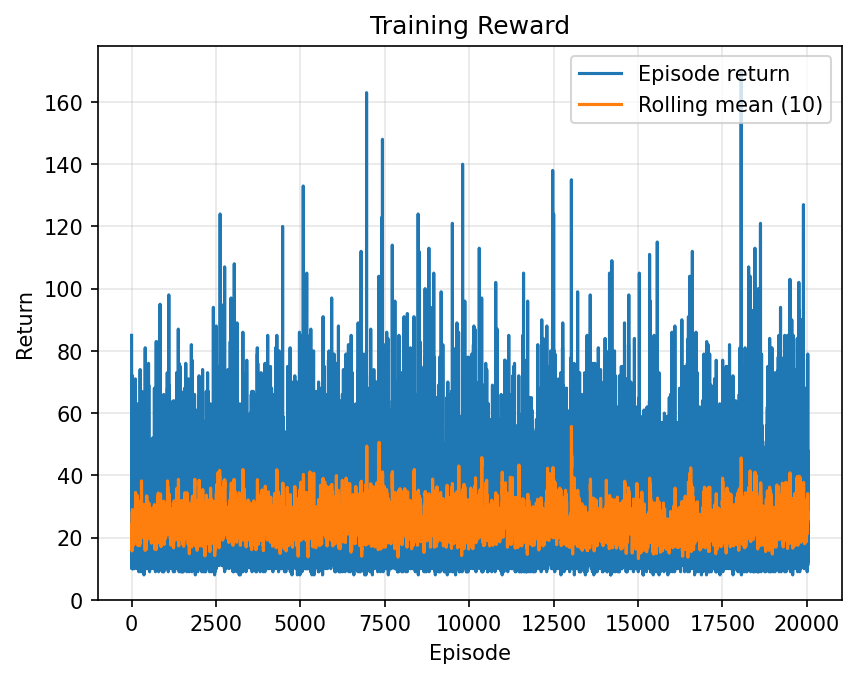 Training Reward
Episode return
Rolling mean (10)
Return
160
140
120
100
80
60
40
20
0
0 2500 5000 7500 10000 12500 15000 17500 20000
Episode